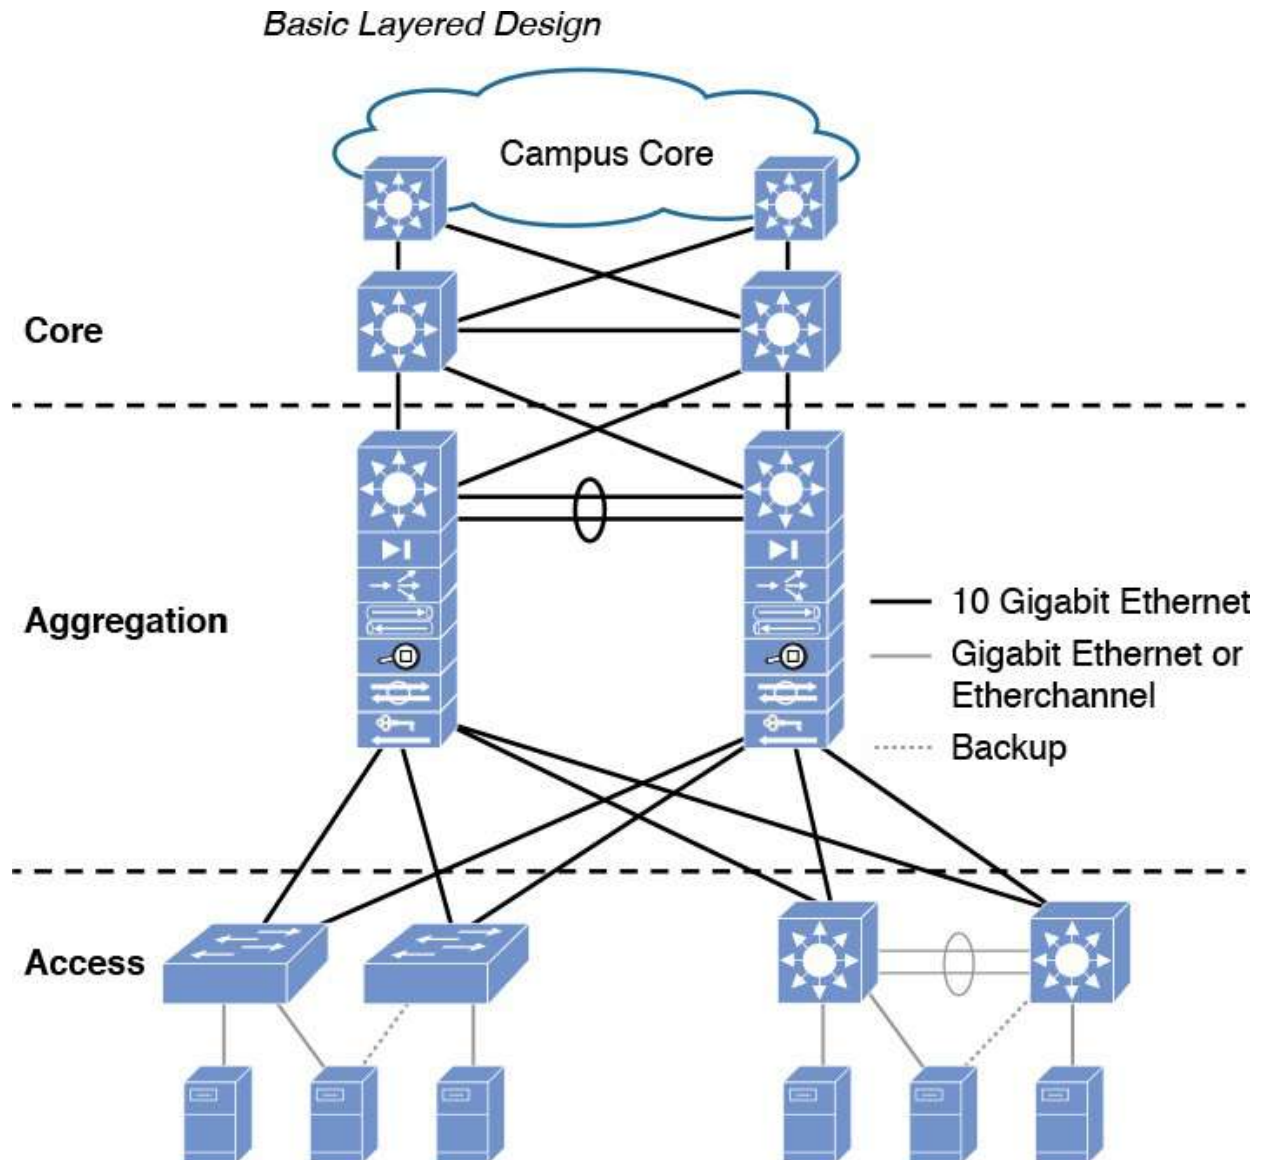 Basic Layered Design
Campus Core
Core
Aggregation
10 Gigabit Ethernet
Gigabit Ethernet or
Etherchannel
Backup
Access